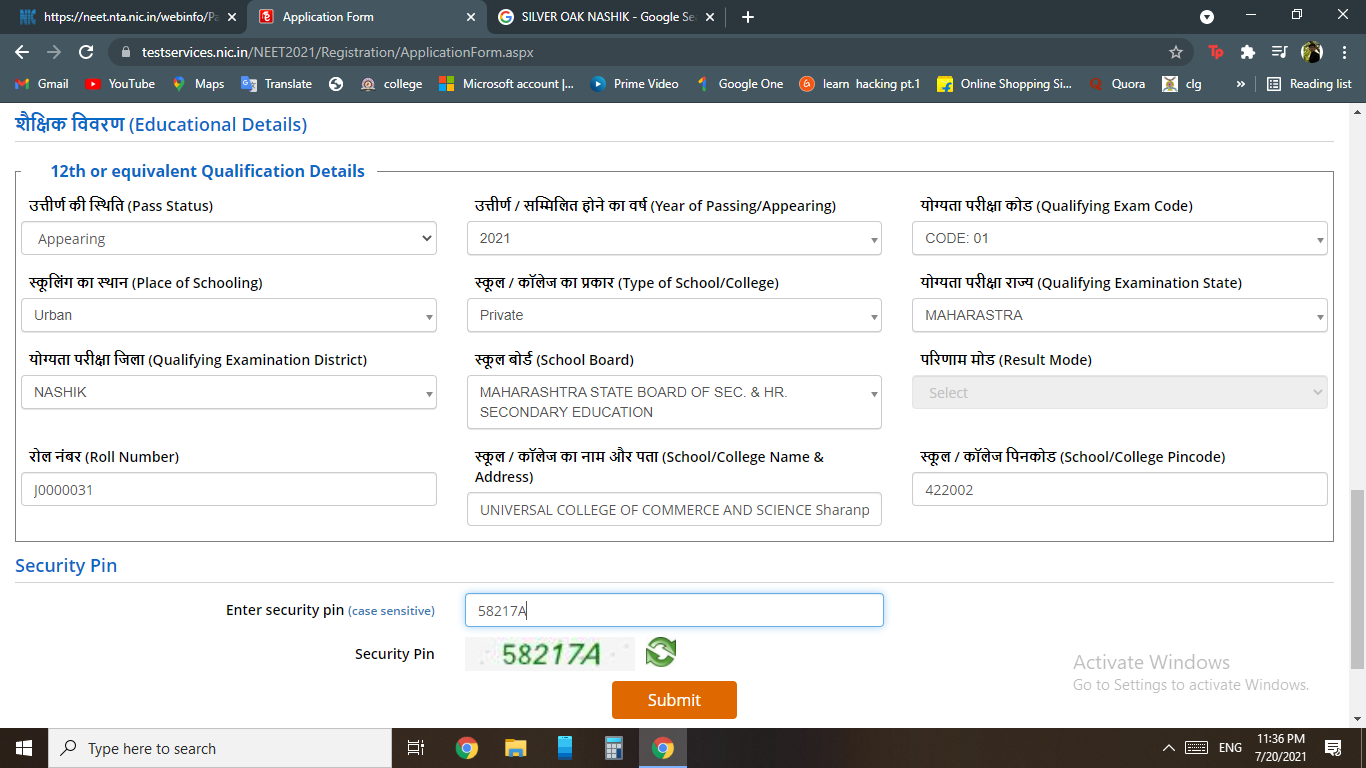 https://neet.nta.nic.in/webinfo/Pa
Application Form
SILVER OAK NASHIK - Google Se
testservices.nic.in/NEET2021/Registration/ApplicationForm.aspx
Gmail YouTube Maps Translate college Microsoft account |... Prime Video Google One learn hacking pt.1 Online Shopping Si... Quora clg » Reading list
शैक्षिक विवरण (Educational Details)
12th or equivalent Qualification Details
उत्तीर्ण की स्थिति (Pass Status)
Appearing
उत्तीर्ण / सम्मिलित होने का वर्ष (Year of Passing/Appearing)
2021
योग्यता परीक्षा कोड (Qualifying Exam Code)
CODE: 01
स्कूलिंग का स्थान (Place of Schooling)
Urban
स्कूल / कॉलेज का प्रकार (Type of School/College)
Private
योग्यता परीक्षा राज्य (Qualifying Examination State)
MAHARASTRA
योग्यता परीक्षा जिला (Qualifying Examination District)
NASHIK
स्कूल बोर्ड (School Board)
MAHARASHTRA STATE BOARD OF SEC. & HR.
SECONDARY EDUCATION
परिणाम मोड (Result Mode)
Select
रोल नंबर (Roll Number)
J0000031
स्कूल / कॉलेज का नाम और पता (School/College Name &
Address)
UNIVERSAL COLLEGE OF COMMERCE AND SCIENCE Sharanp
स्कूल / कॉलेज पिनकोड (School/College Pincode)
422002
Security Pin
Enter security pin (case sensitive)
58217A
Security Pin
58217A
Submit
Activate Windows
Go to Settings to activate Windows.
Type here to search
ENG
11:36 PM
7/20/2021